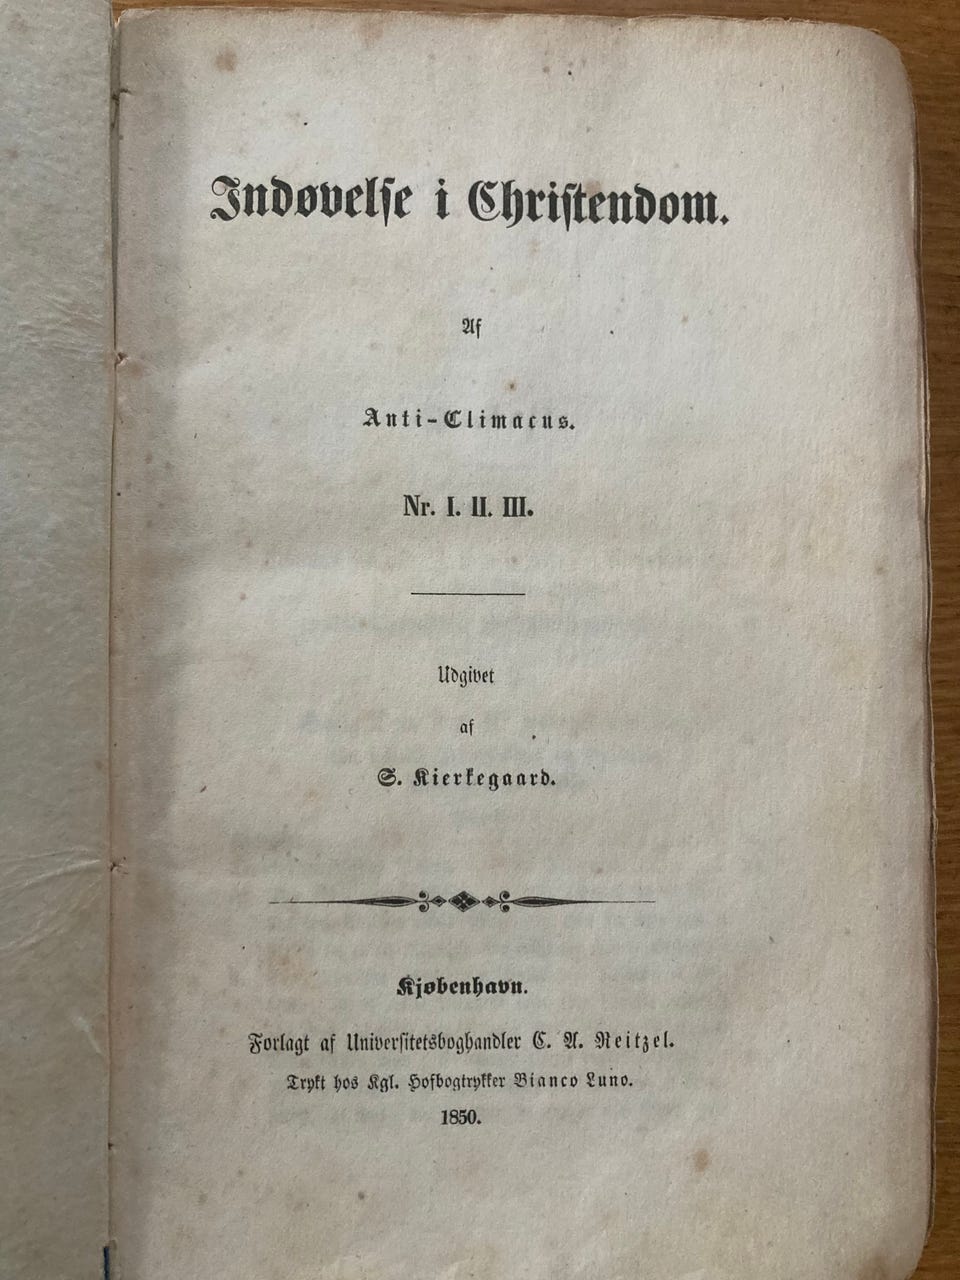 Indøvelse i Christendom.
Af
Anti-Climacus.
Nr. I. II. III.
Udgivet
af
S. Kierkegaard.
Kjøbenhavn.
Forlagt af Universitetsboghandler C. A. Reitzel.
Trykt hos Kgl. Hofbogtrykker Bianco Luno.
1850.